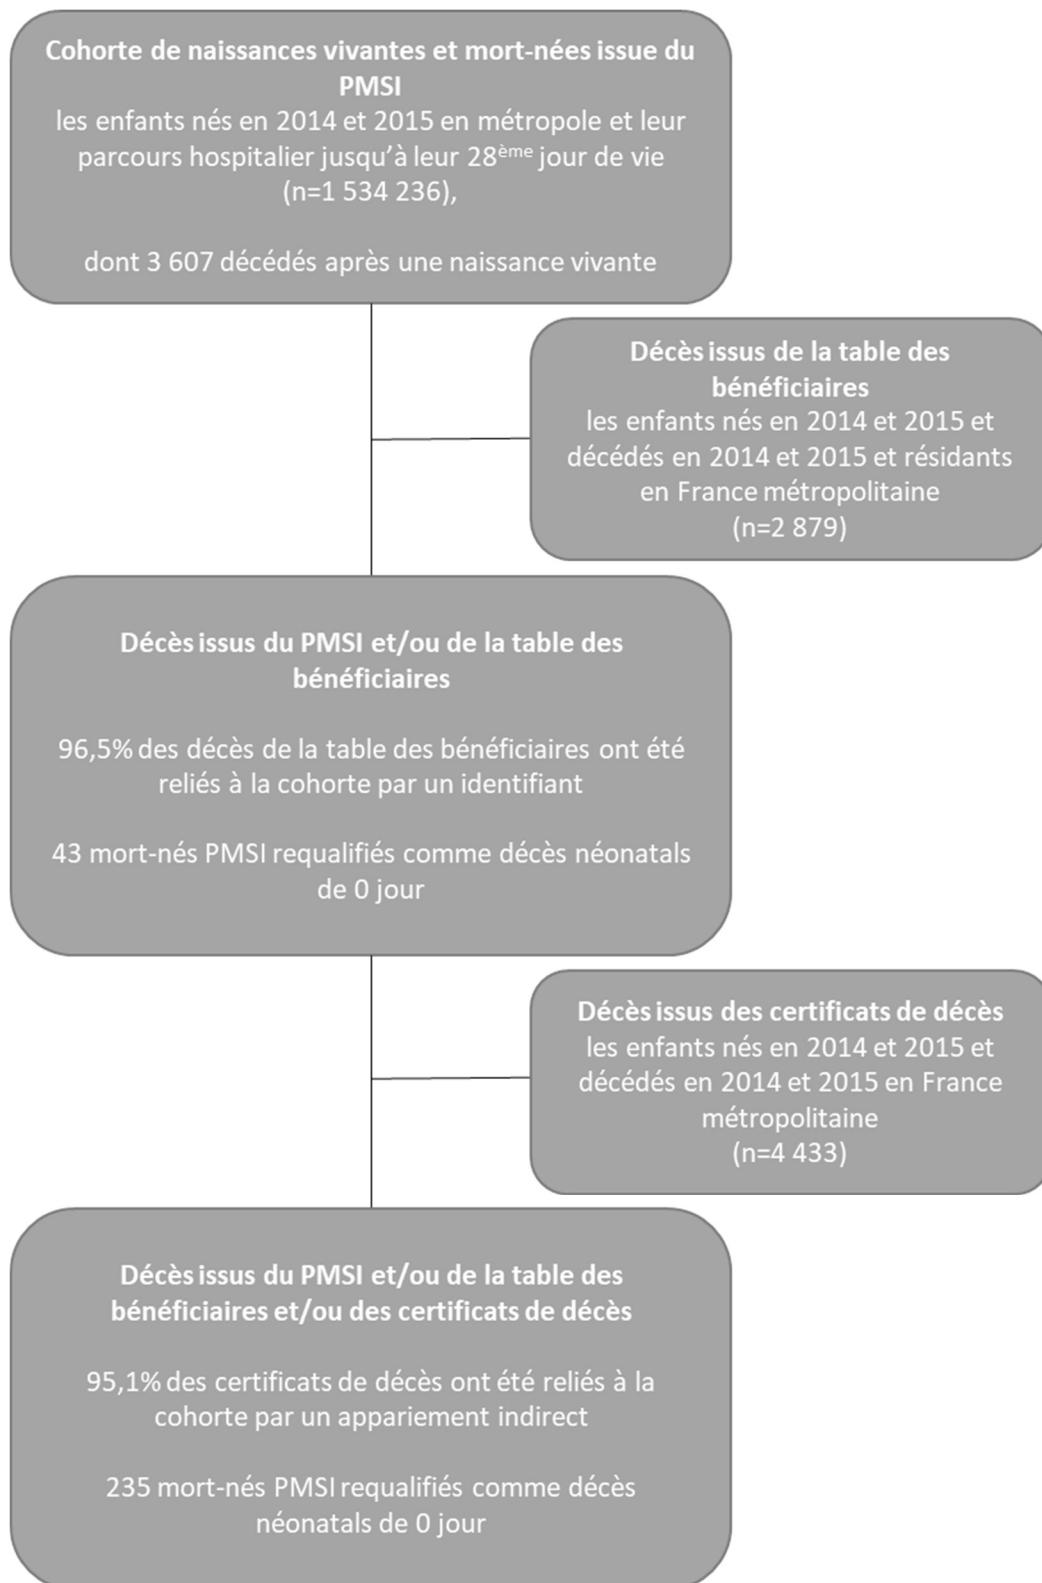 Cohorte de naissances vivantes et mort-nées issue du
PMSI
les enfants nés en 2014 et 2015 en métropole et leur
parcours hospitalier jusqu'à leur 28ème jour de vie
(n=1 534 236),
dont 3 607 décédés après une naissance vivante
Décès issus de la table des
bénéficiaires
les enfants nés en 2014 et 2015 et
décédés en 2014 et 2015 et résidants
en France métropolitaine
(n=2 879)
Décès issus du PMSI et/ou de la table des
bénéficiaires
96,5% des décès de la table des bénéficiaires ont été
reliés à la cohorte par un identifiant
43 mort-nés PMSI requalifiés comme décès néonatals
de 0 jour
Décès issus des certificats de décès
les enfants nés en 2014 et 2015 et
décédés en 2014 et 2015 en France
métropolitaine
(n=4 433)
Décès issus du PMSI et/ou de la table des
bénéficiaires et/ou des certificats de décès
95,1% des certificats de décès ont été reliés à la
cohorte par un appariement indirect
235 mort-nés PMSI requalifiés comme décès
néonatals de 0 jour